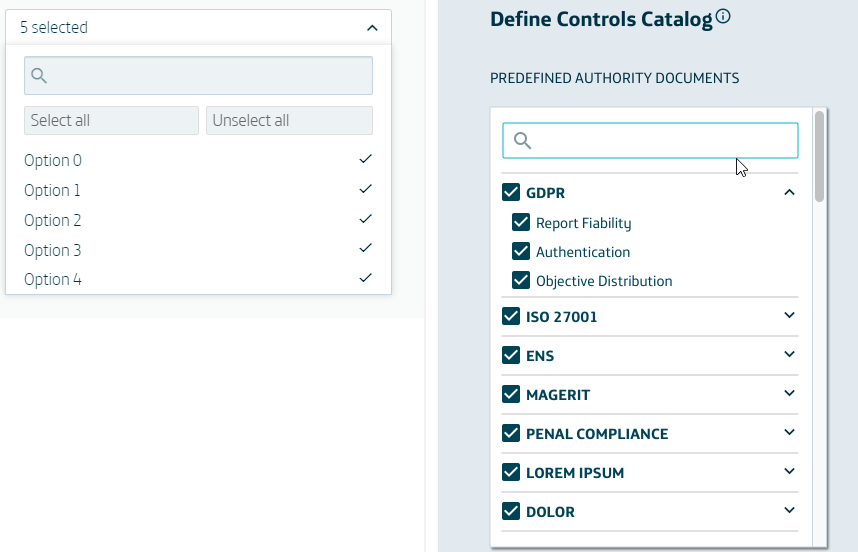 5 selected
Select all
Unselect all
Option 0
Option 1
Option 2
Option 3
Option 4
Define Controls Catalog
PREDEFINED AUTHORITY DOCUMENTS
GDPR
Report Fiability
Authentication
Objective Distribution
ISO 27001
ENS
MAGERIT
PENAL COMPLIANCE
LOREM IPSUM
DOLOR